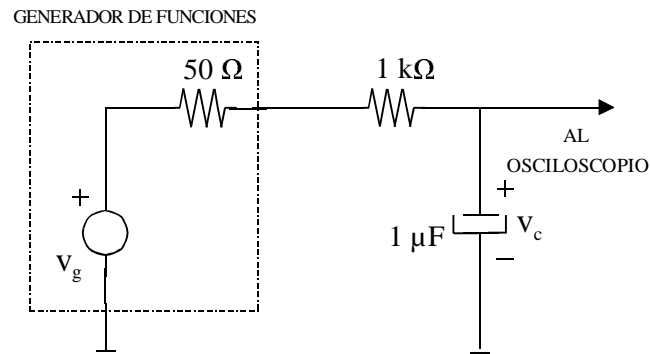 GENERADOR DE FUNCIONES
50 Ω
1 kΩ
AL
OSCILOSCOPIO
+
v_g
1 µF
+
v_c
−